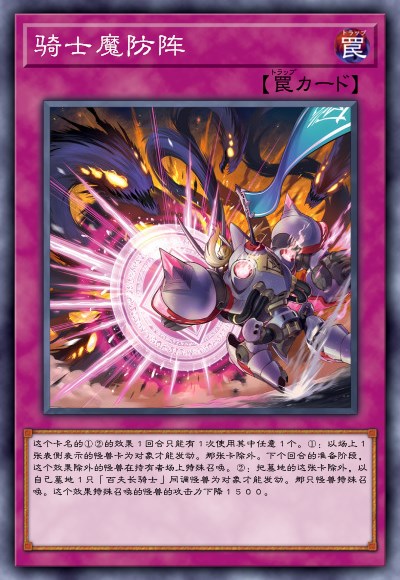 骑士魔防阵
トラップ
罠
トラップ
【罠カード】
这个卡名的①②的效果1回合只能有1次使用其中任意1个。①：以场上1
张表侧表示的怪兽卡为对象才能发动。那张卡除外。下个回合的准备阶段，
这个效果除外的怪兽在持有者场上特殊召唤。②：把墓地的这张卡除外，以
自己墓地1只「百夫长骑士」同调怪兽为对象才能发动。那只怪兽特殊召
唤。这个效果特殊召唤的怪兽的攻击力下降1500。